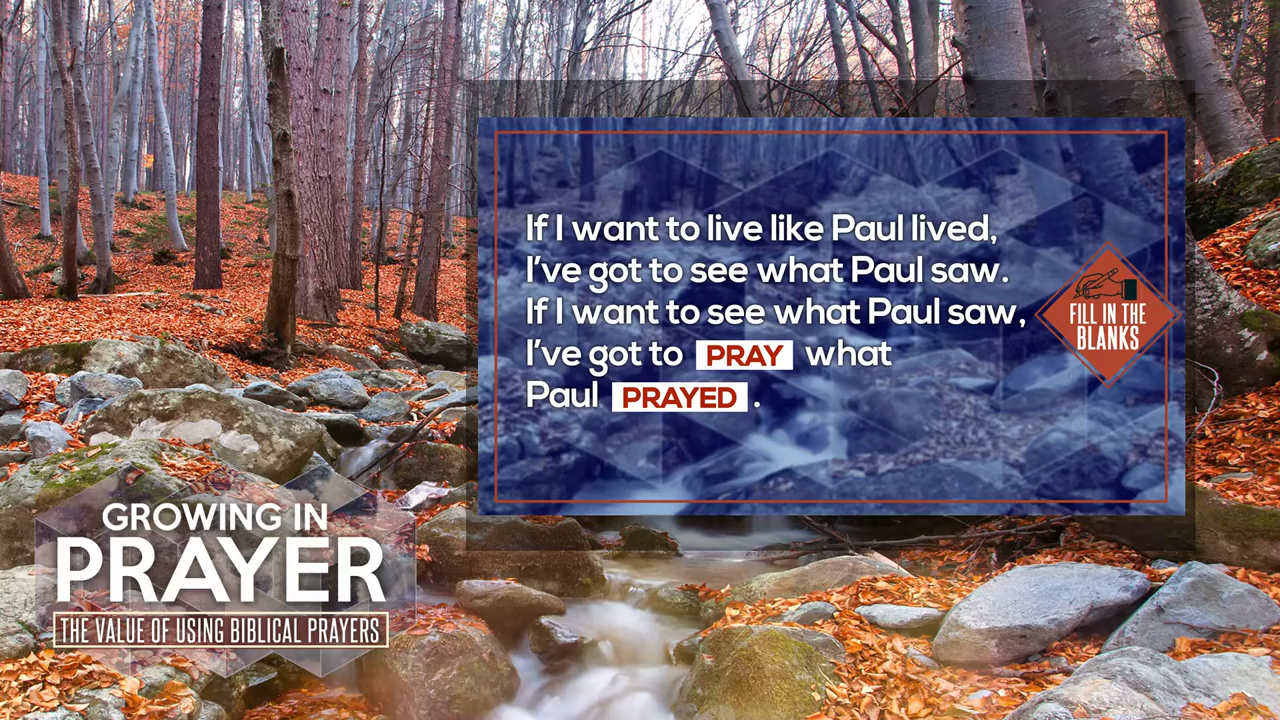 If I want to live like Paul lived,
I've got to see what Paul saw.
If I want to see what Paul saw,
I've got to PRAY what
Paul PRAYED.
FILL IN THE
BLANKS
GROWING IN
PRAYER
THE VALUE OF USING BIBLICAL PRAYERS